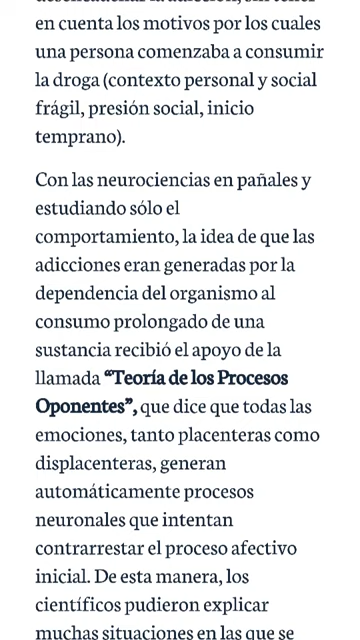 en cuenta los motivos por los cuales
una persona comenzaba a consumir
la droga (contexto personal y social
frágil, presión social, inicio
temprano).
Con las neurociencias en pañales y
estudiando sólo el
comportamiento, la idea de que las
adicciones eran generadas por la
dependencia del organismo al
consumo prolongado de una
sustancia recibió el apoyo de la
llamada “Teoría de los Procesos
Oponentes”, que dice que todas las
emociones, tanto placenteras como
displacenteras, generan
automáticamente procesos
neuronales que intentan
contrarrestar el proceso afectivo
inicial. De esta manera, los
científicos pudieron explicar
muchas situaciones en las que se